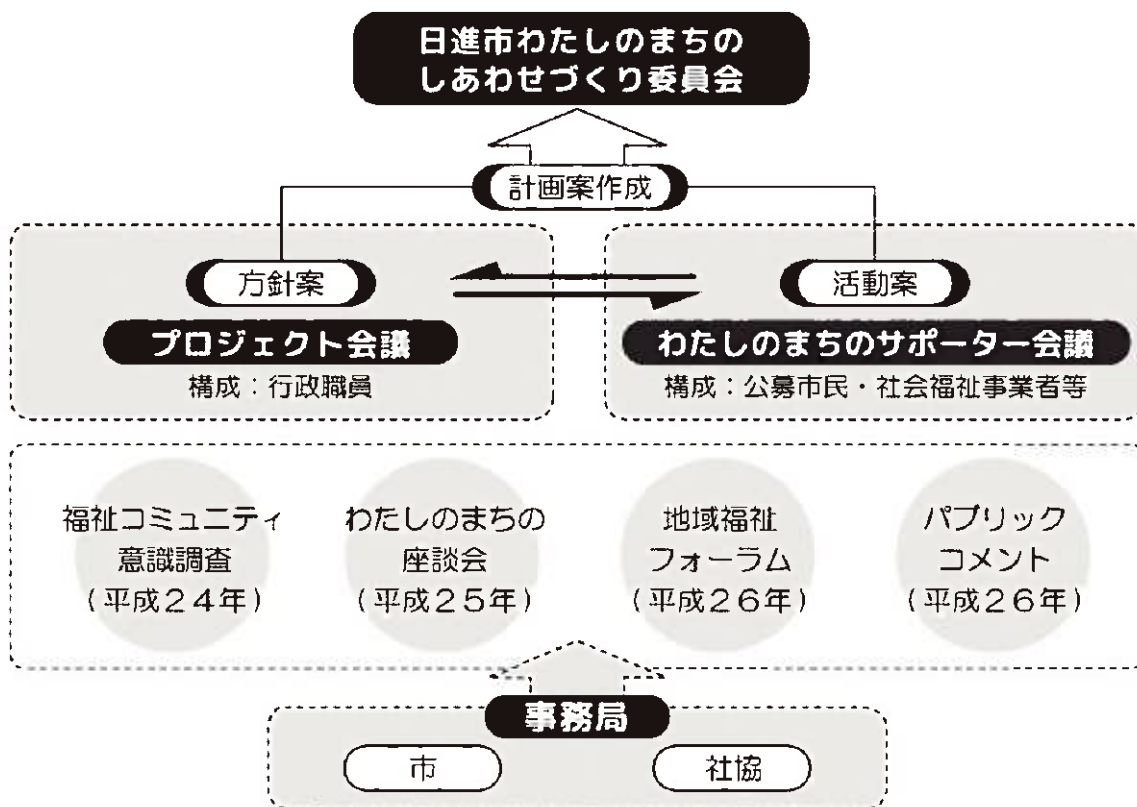 日進市わたしのまちの
しあわせづくり委員会
計画案作成
方針案
プロジェクト会議
構成：行政職員
活動案
わたしのまちのサポーター会議
構成：公募市民・社会福祉事業者等
福祉コミュニティ
意識調査
(平成24年)
わたしのまちの
座談会
(平成25年)
地域福祉
フォーラム
(平成26年)
パブリック
コメント
(平成26年)
事務局
市
社協